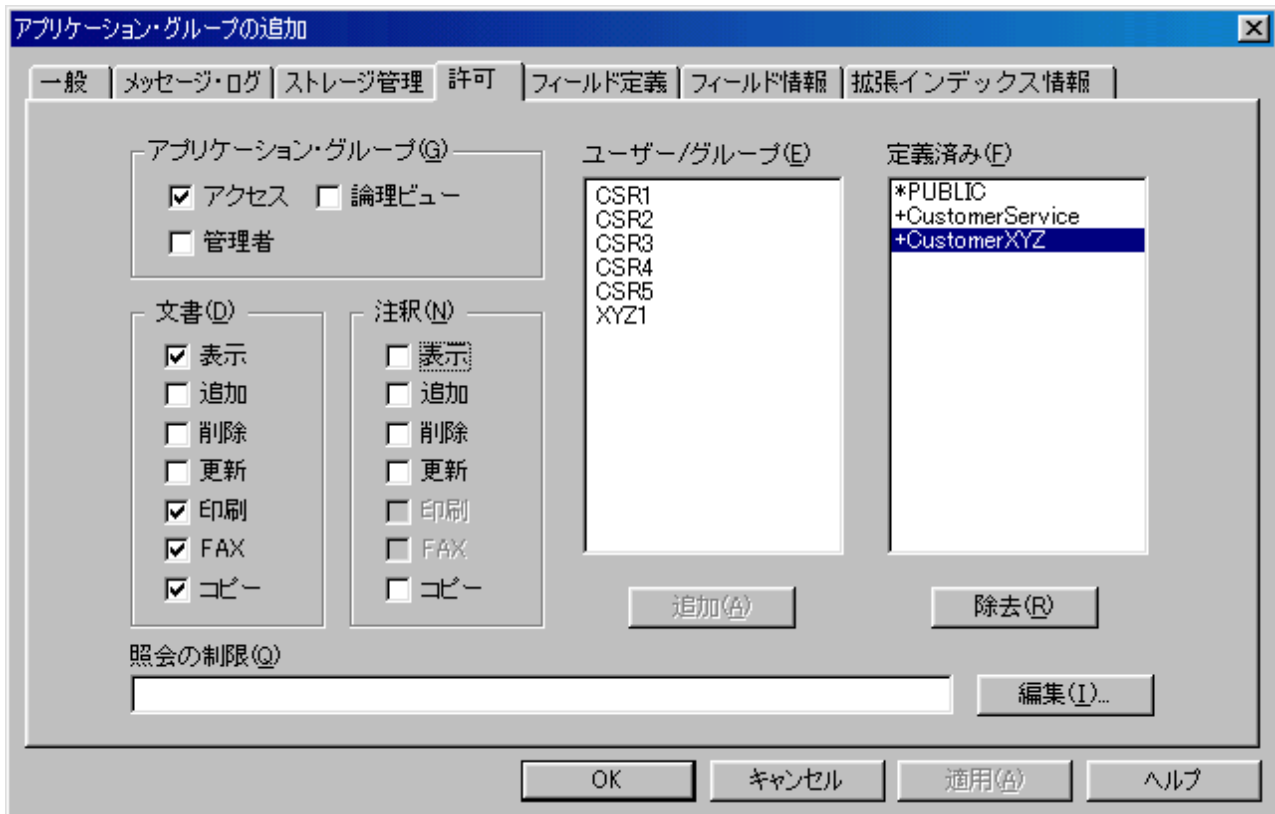 アプリケーション・グループの追加
一般 メッセージ・ログ ストレージ管理 許可 フィールド定義 フィールド情報 拡張インデックス情報
アプリケーション・グループ(G)
アクセス 論理ビュー
管理者
文書(D)
表示
追加
削除
更新
印刷
FAX
コピー
注釈(N)
表示
追加
削除
更新
印刷
FAX
コピー
ユーザー/グループ(E)
CSR1
CSR2
CSR3
CSR4
CSR5
XYZ1
追加(A)
定義済み(F)
*PUBLIC
+CustomerService
+CustomerXYZ
除去(R)
照会の制限(Q)
編集(I)...
OK キャンセル 適用(A) ヘルプ